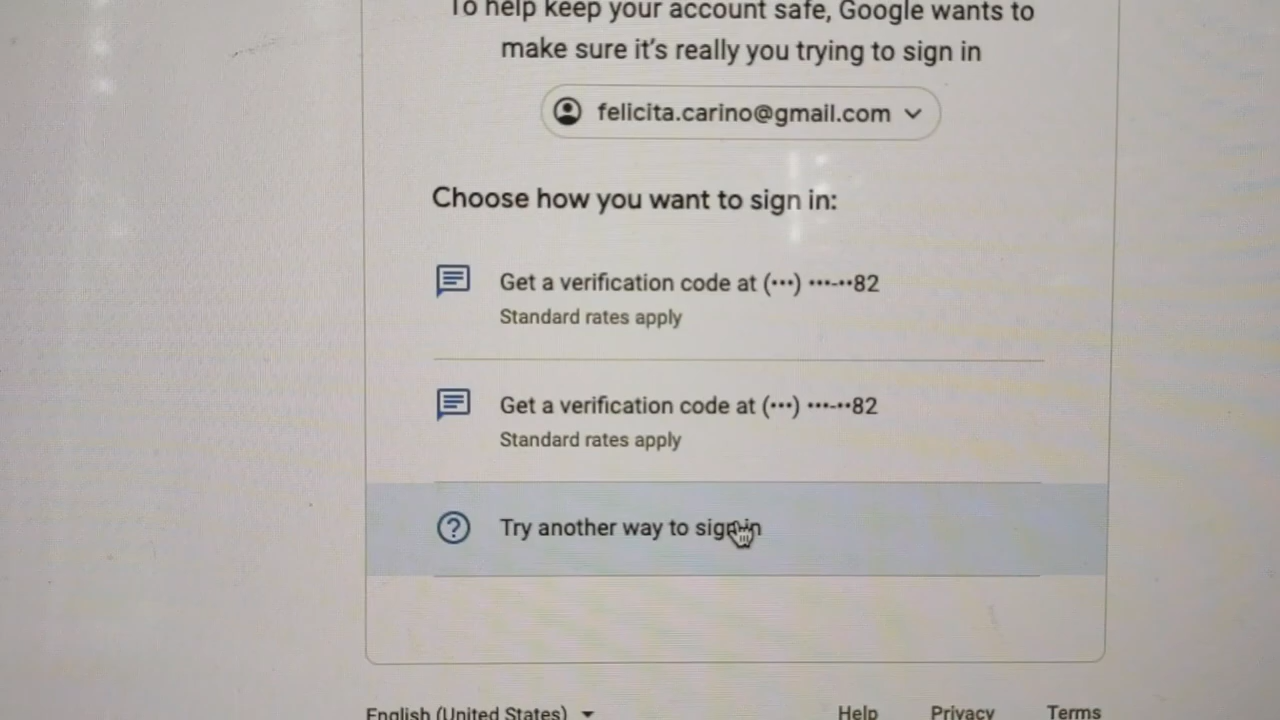 To help keep your account safe, Google wants to
make sure it's really you trying to sign in
felicita.carino@gmail.com
Choose how you want to sign in:
Get a verification code at (•••) •••-••82
Standard rates apply
Get a verification code at (•••) •••-••82
Standard rates apply
Try another way to sign in
English (United States)
Help
Privacy
Terms